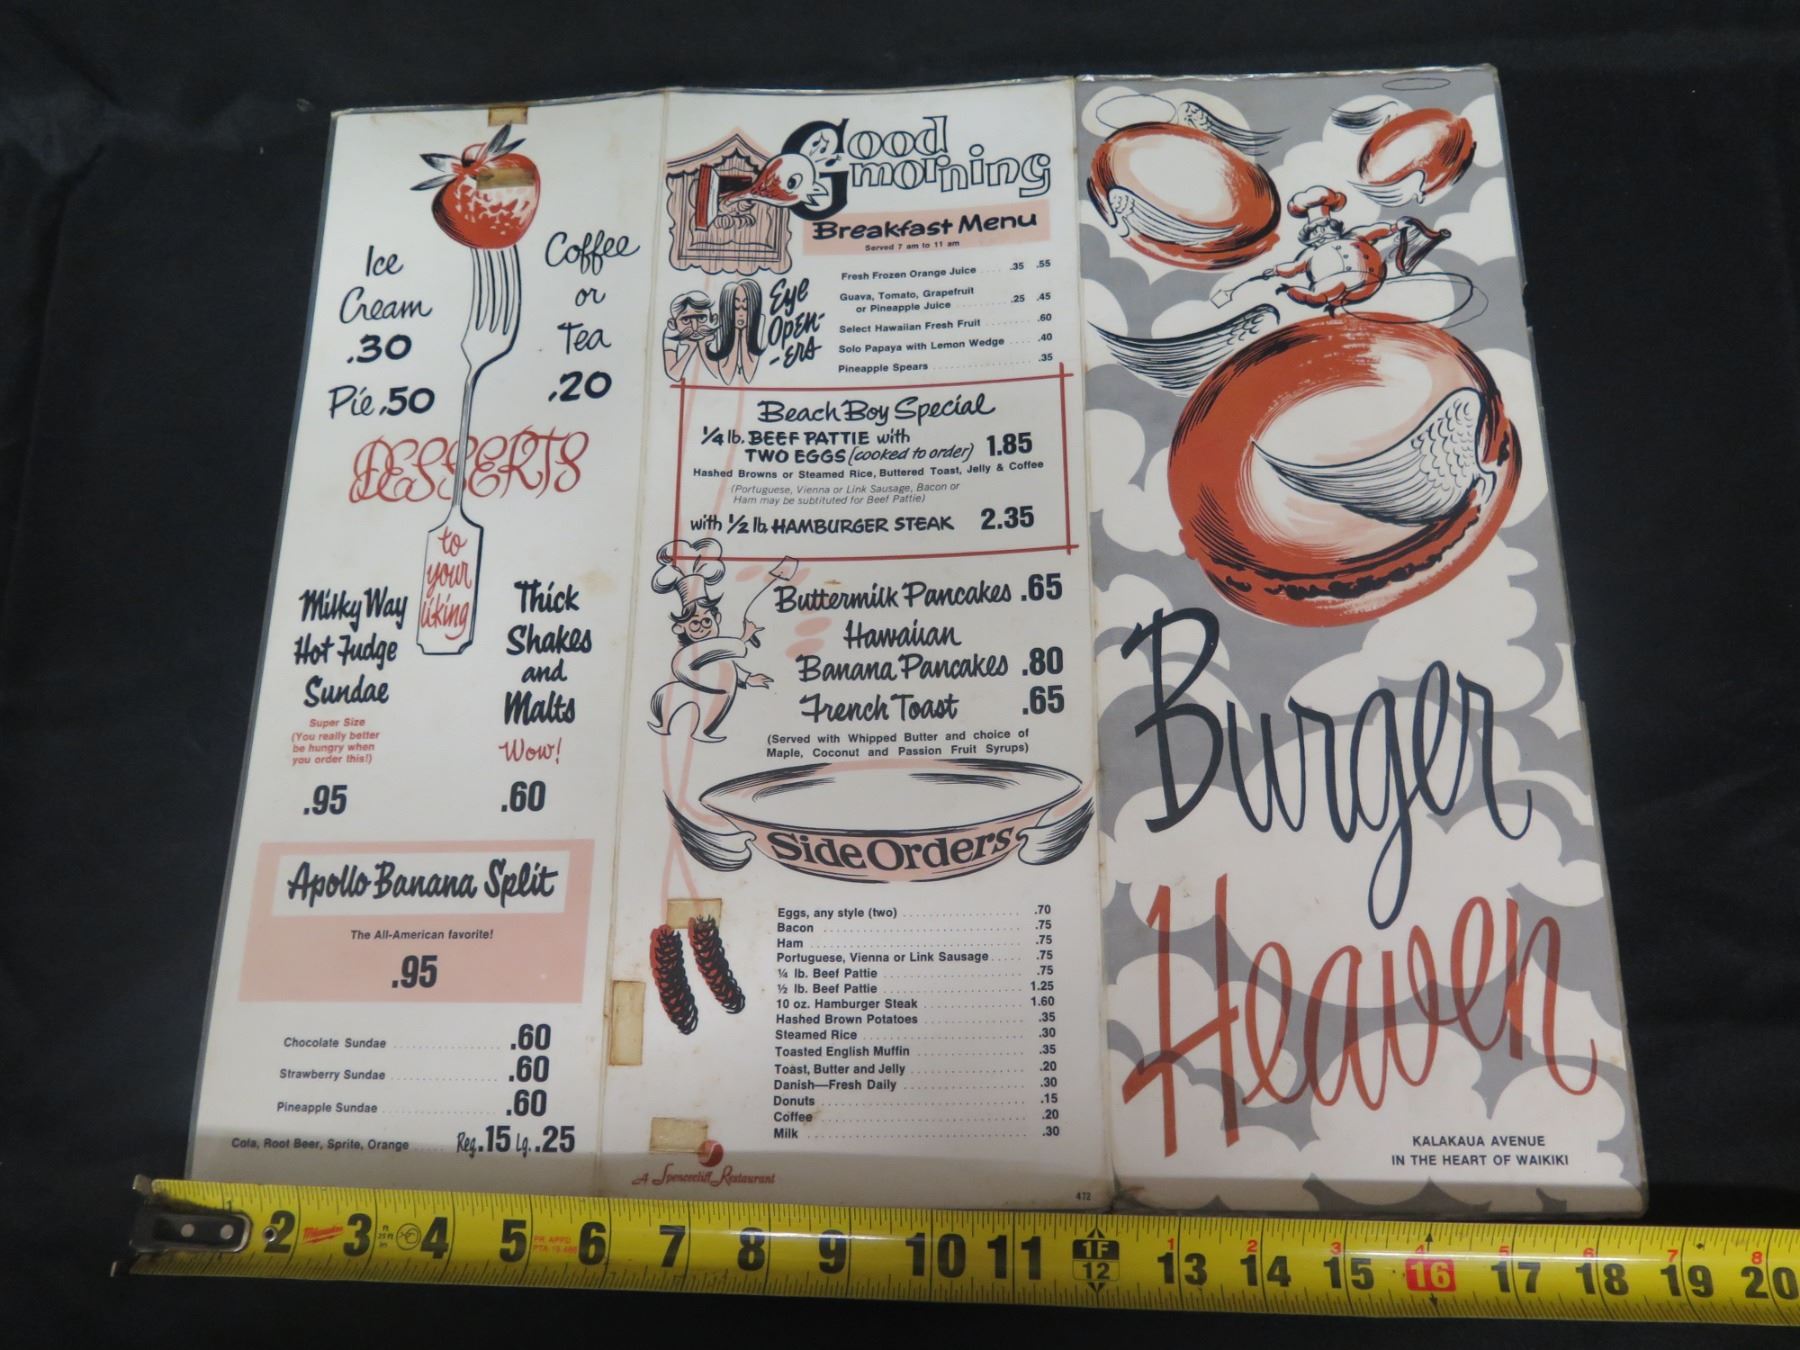 Ice
Cream
.30
Pie .50
Coffee
or
Tea
.20
DESSERTS
to
your
liking
Milky Way
Hot Fudge
Sundae
Super Size
(You really better
be hungry when
you order this!)
.95
Thick
Shakes
and
Malts
Wow!
.60
Apollo Banana Split
The All-American favorite!
.95
Chocolate Sundae .60
Strawberry Sundae .60
Pineapple Sundae .60
Cola, Root Beer, Sprite, Orange Reg. .15 Lg. .25
Good
morning
Breakfast Menu
Served 7 am to 11 am
Eye
Open-
-ers
Fresh Frozen Orange Juice .35 .55
Guava, Tomato, Grapefruit
or Pineapple Juice .25 .45
Select Hawaiian Fresh Fruit .60
Solo Papaya with Lemon Wedge .40
Pineapple Spears .35
Beach Boy Special
1/4 lb. BEEF PATTIE with
TWO EGGS (cooked to order) 1.85
Hashed Browns or Steamed Rice, Buttered Toast, Jelly & Coffee
(Portuguese, Vienna or Link Sausage, Bacon or
Ham may be subtituted for Beef Pattie)
with 1/2 lb. HAMBURGER STEAK 2.35
Buttermilk Pancakes .65
Hawaiian
Banana Pancakes .80
French Toast .65
(Served with Whipped Butter and choice of
Maple, Coconut and Passion Fruit Syrups)
Side Orders
Eggs, any style (two) .70
Bacon .75
Ham .75
Portuguese, Vienna or Link Sausage .75
¼ lb. Beef Pattie .75
½ lb. Beef Pattie 1.25
10 oz. Hamburger Steak 1.60
Hashed Brown Potatoes .35
Steamed Rice .30
Toasted English Muffin .35
Toast, Butter and Jelly .20
Danish—Fresh Daily .30
Donuts .15
Coffee .20
Milk .30
A Spencecliff Restaurant
472
Burger
Heaven
KALAKAUA AVENUE
IN THE HEART OF WAIKIKI
1 2 Milwaukee 3 25 ft 4 5 6 7 8 9 10 11 1F 12 1 13 2 14 3 15 4 16 5 17 6 18 7 19 8 20